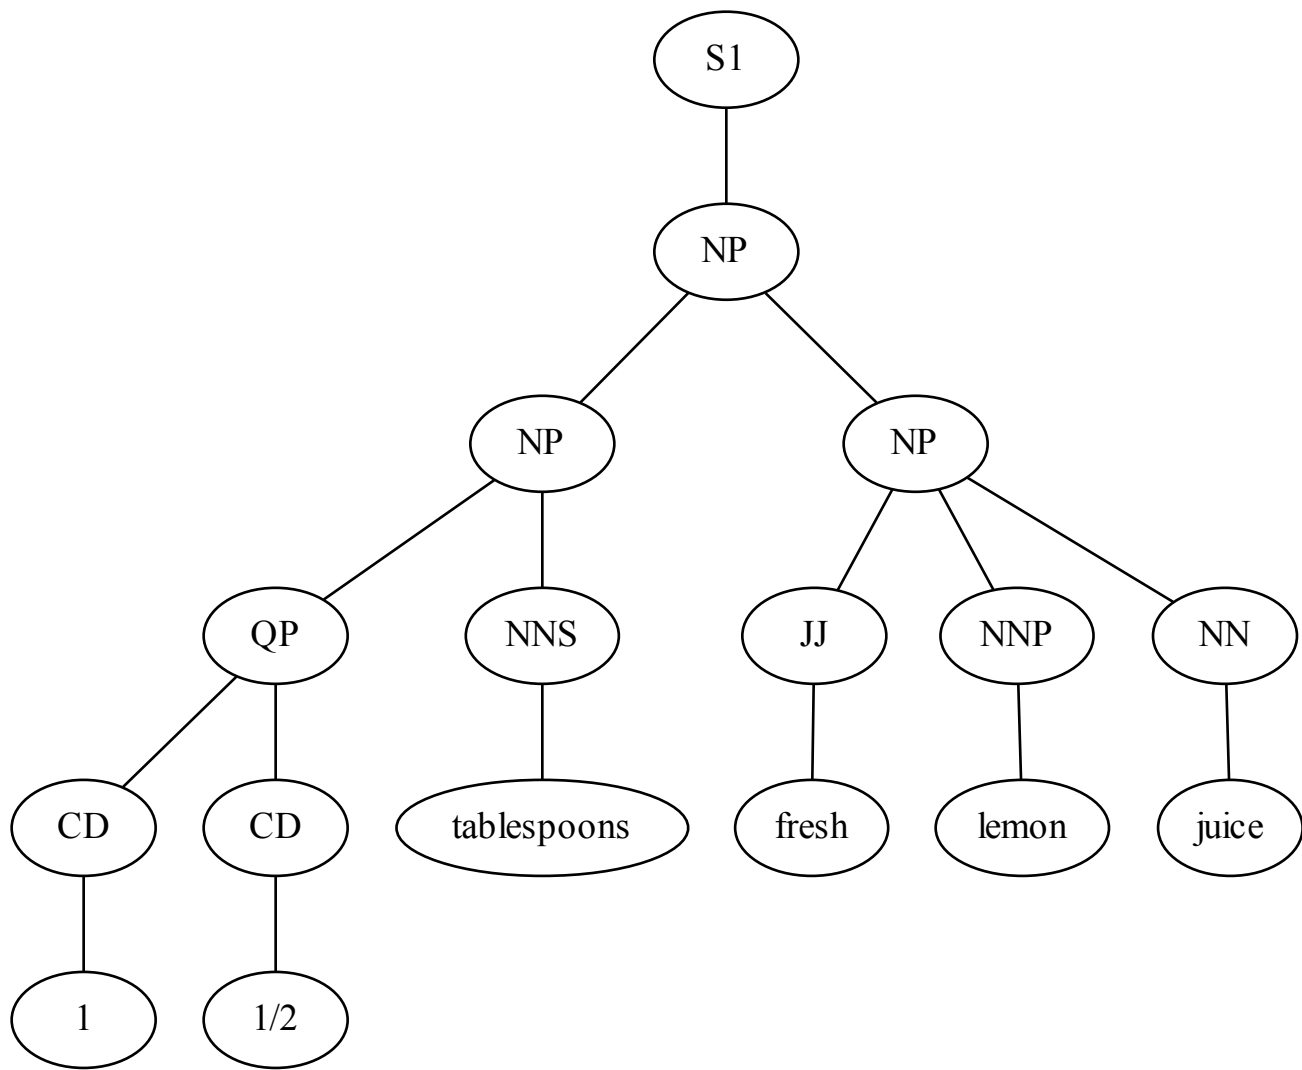 S1
NP
NP NP
QP NNS JJ NNP NN
CD CD tablespoons fresh lemon juice
1 1/2